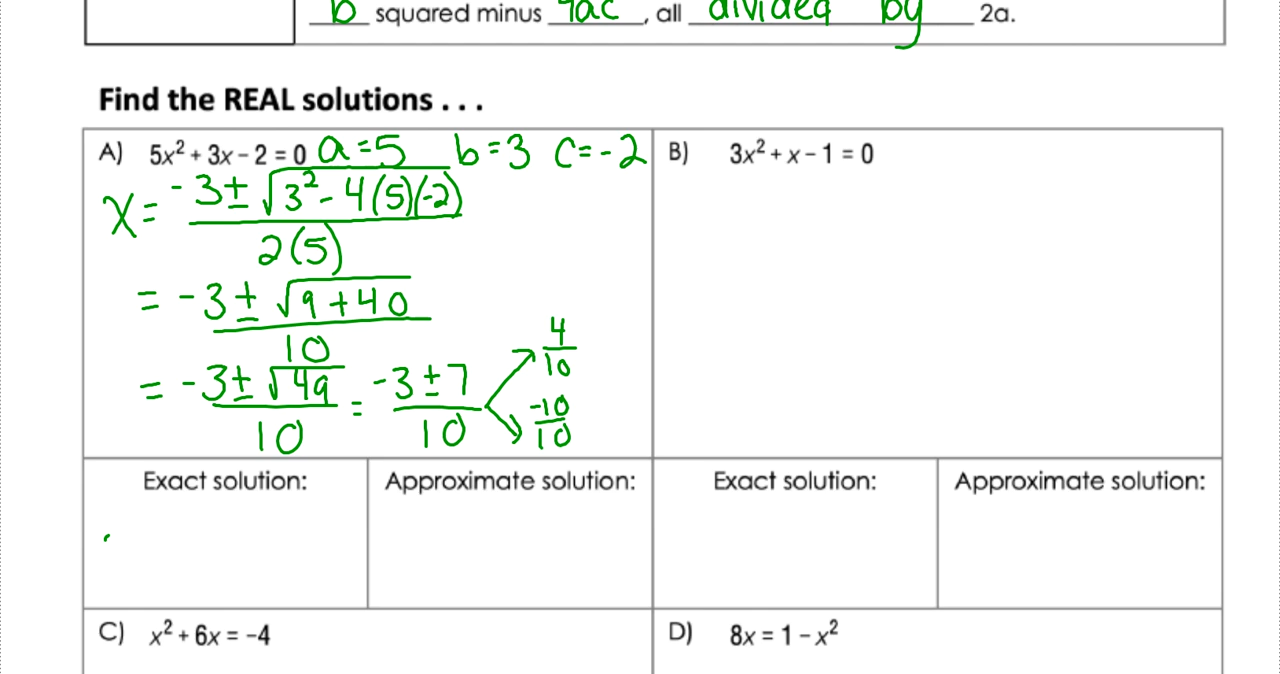 b squared minus 4ac, all divided by 2a.
Find the REAL solutions . . .
A) 5x² + 3x – 2 = 0 a=5 b=3 c=-2
x = (-3 ± √(3² - 4(5)(-2))) / 2(5)
= (-3 ± √(9 + 40)) / 10
= (-3 ± √49) / 10 = (-3 ± 7) / 10
4/10
-10/10
Exact solution:
Approximate solution:
B) 3x² + x – 1 = 0
Exact solution:
Approximate solution:
C) x² + 6x = –4
D) 8x = 1 – x²